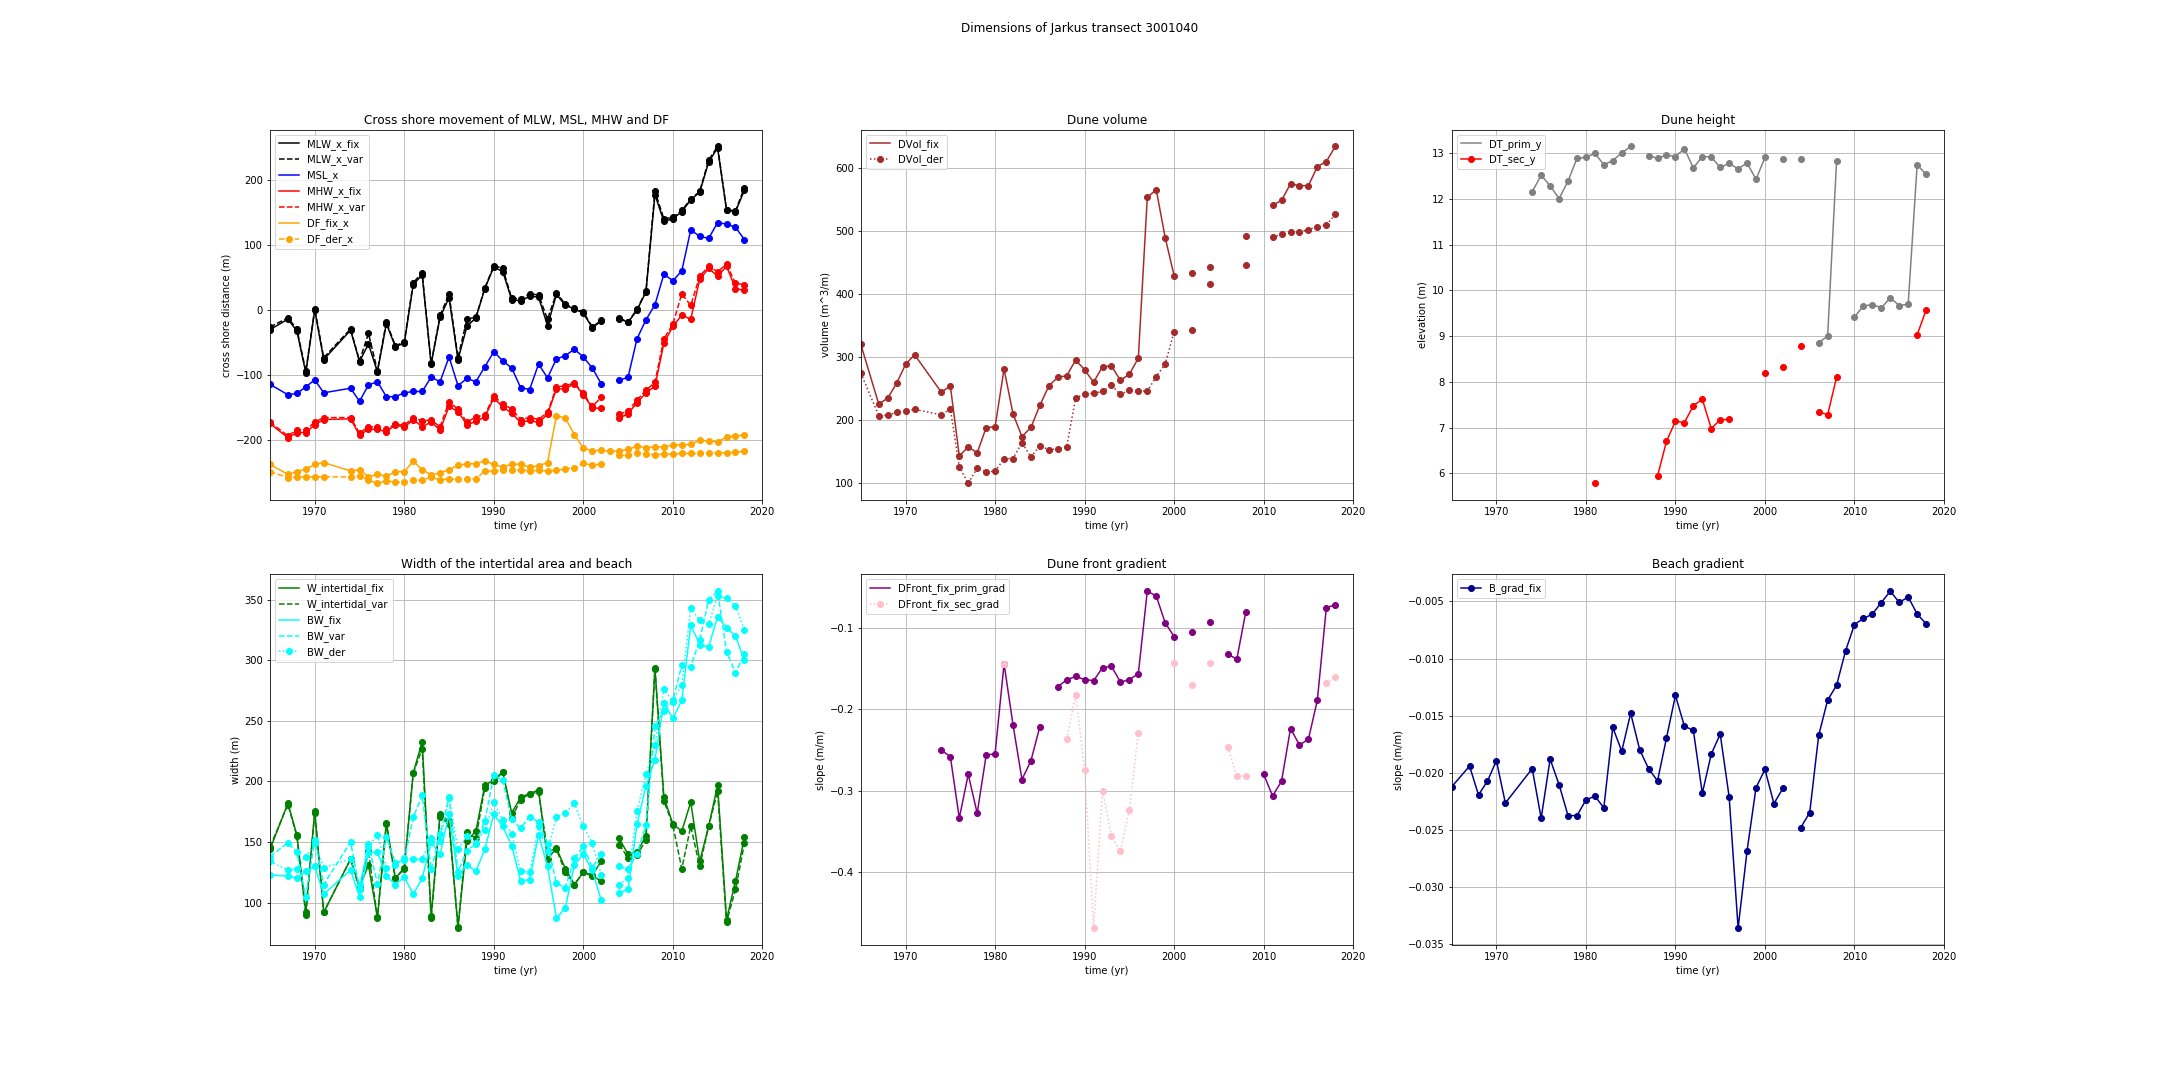 Dimensions of Jarkus transect 3001040
Cross shore movement of MLW, MSL, MHW and DF
MLW_x_fix
MLW_x_var
MSL_x
MHW_x_fix
MHW_x_var
DF_fix_x
DF_der_x
cross shore distance (m)
200
100
0
−100
−200
1970
1980
1990
2000
2010
2020
time (yr)
Dune volume
DVol_fix
DVol_der
volume (m^3/m)
600
500
400
300
200
100
1970
1980
1990
2000
2010
2020
time (yr)
Dune height
DT_prim_y
DT_sec_y
elevation (m)
13
12
11
10
9
8
7
6
1970
1980
1990
2000
2010
2020
time (yr)
Width of the intertidal area and beach
W_intertidal_fix
W_intertidal_var
BW_fix
BW_var
BW_der
width (m)
350
300
250
200
150
100
1970
1980
1990
2000
2010
2020
time (yr)
Dune front gradient
DFront_fix_prim_grad
DFront_fix_sec_grad
slope (m/m)
−0.1
−0.2
−0.3
−0.4
1970
1980
1990
2000
2010
2020
time (yr)
Beach gradient
B_grad_fix
slope (m/m)
−0.005
−0.010
−0.015
−0.020
−0.025
−0.030
−0.035
1970
1980
1990
2000
2010
2020
time (yr)